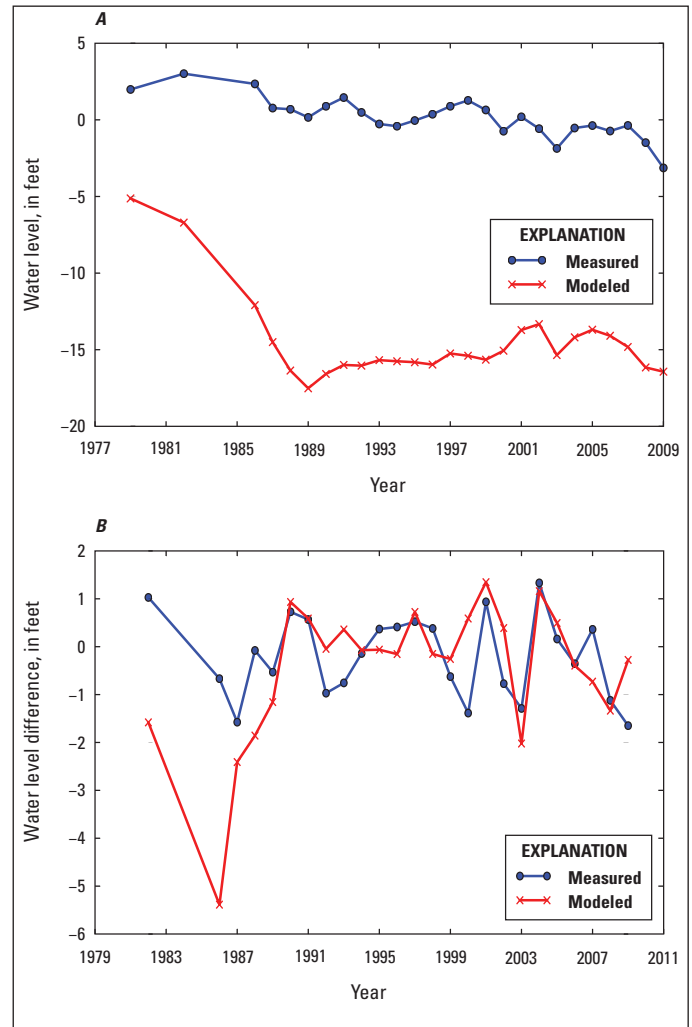 A
5
0
−5
−10
−15
−20
Water level, in feet
EXPLANATION
Measured
Modeled
1977 1981 1985 1989 1993 1997 2001 2005 2009
Year
B
2
1
0
−1
−2
−3
−4
−5
−6
Water level difference, in feet
EXPLANATION
Measured
Modeled
1979 1983 1987 1991 1995 1999 2003 2007 2011
Year